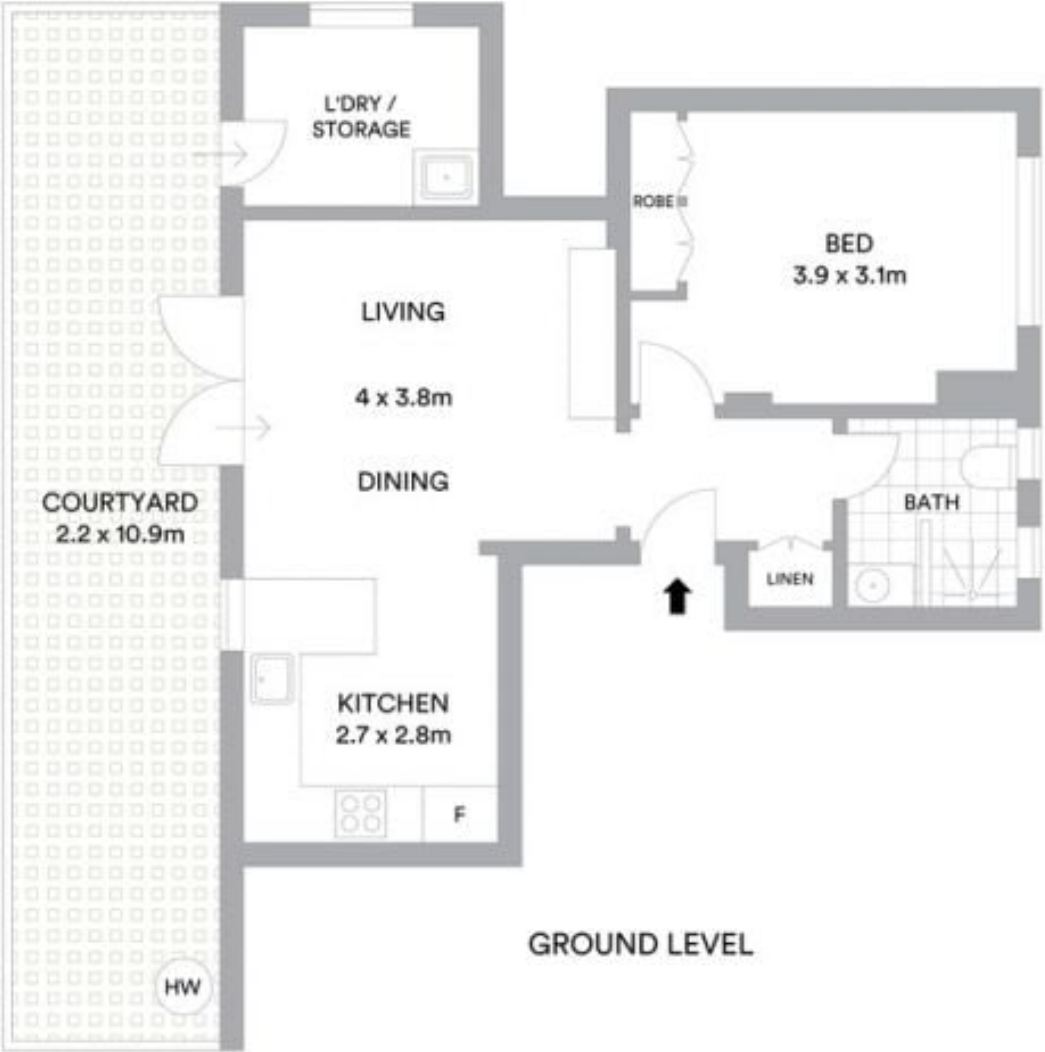 L'DRY /
STORAGE
ROBE
BED
3.9 x 3.1m
LIVING
4 x 3.8m
DINING
COURTYARD
2.2 x 10.9m
BATH
LINEN
KITCHEN
2.7 x 2.8m
F
GROUND LEVEL
HW